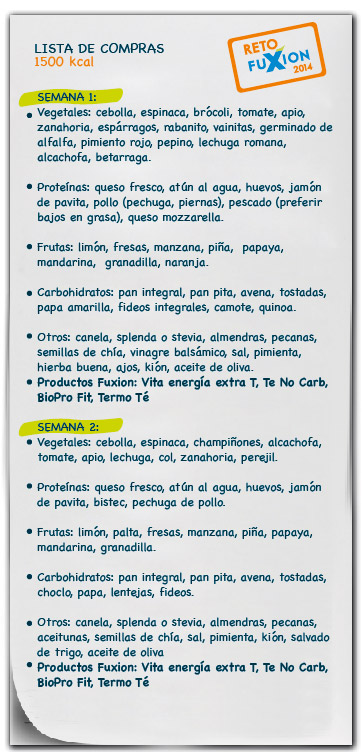 LISTA DE COMPRAS
1500 kcal
RETO
FUXION
2014
SEMANA 1:
• Vegetales: cebolla, espinaca, brócoli, tomate, apio,
zanahoria, espárragos, rabanito, vainitas, germinado de
alfalfa, pimiento rojo, pepino, lechuga romana,
alcachofa, betarraga.
• Proteínas: queso fresco, atún al agua, huevos, jamón
de pavita, pollo (pechuga, piernas), pescado (preferir
bajos en grasa), queso mozzarella.
• Frutas: limón, fresas, manzana, piña, papaya,
mandarina, granadilla, naranja.
• Carbohidratos: pan integral, pan pita, avena, tostadas,
papa amarilla, fideos integrales, camote, quinoa.
• Otros: canela, splenda o stevia, almendras, pecanas,
semillas de chía, vinagre balsámico, sal, pimienta,
hierba buena, ajos, kión, aceite de oliva.
• Productos Fuxion: Vita energía extra T, Te No Carb,
BioPro Fit, Termo Té
SEMANA 2:
• Vegetales: cebolla, espinaca, champiñones, alcachofa,
tomate, apio, lechuga, col, zanahoria, perejil.
• Proteínas: queso fresco, atún al agua, huevos, jamón
de pavita, bistec, pechuga de pollo.
• Frutas: limón, palta, fresas, manzana, piña, papaya,
mandarina, granadilla.
• Carbohidratos: pan integral, pan pita, avena, tostadas,
choclo, papa, lentejas, fideos.
• Otros: canela, splenda o stevia, almendras, pecanas,
aceitunas, semillas de chía, sal, pimienta, kión, salvado
de trigo, aceite de oliva
• Productos Fuxion: Vita energía extra T, Te No Carb,
BioPro Fit, Termo Té